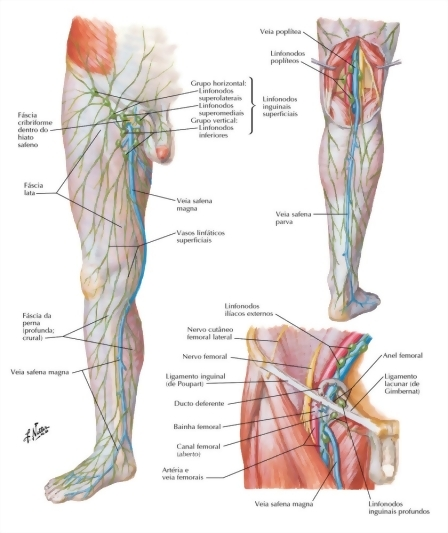 Grupo horizontal:
Linfonodos
superolaterais
Linfonodos
superomediais
Grupo vertical:
Linfonodos
inferiores
Linfonodos
inguinais
superficiais
Fáscia
cribriforme
dentro do
hiato
safeno
Fáscia
lata
Veia safena
magna
Vasos linfáticos
superficiais
Fáscia da
perna
(profunda;
crural)
Veia safena magna
Veia poplítea
Linfonodos
poplíteos
Veia safena
parva
Linfonodos
ilíacos externos
Nervo cutâneo
femoral lateral
Nervo femoral
Ligamento inguinal
(de Poupart)
Ducto deferente
Bainha femoral
Canal femoral
(aberto)
Artéria e
veia femorais
Veia safena magna
Anel femoral
Ligamento
lacunar (de
Gimbernat)
Linfonodos
inguinais profundos